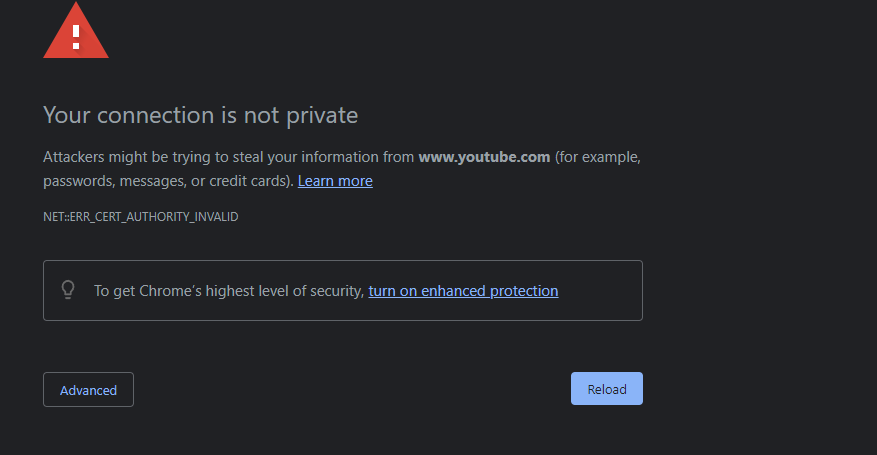 Your connection is not private
Attackers might be trying to steal your information from www.youtube.com (for example,
passwords, messages, or credit cards). Learn more
NET::ERR_CERT_AUTHORITY_INVALID
To get Chrome’s highest level of security, turn on enhanced protection
Advanced
Reload